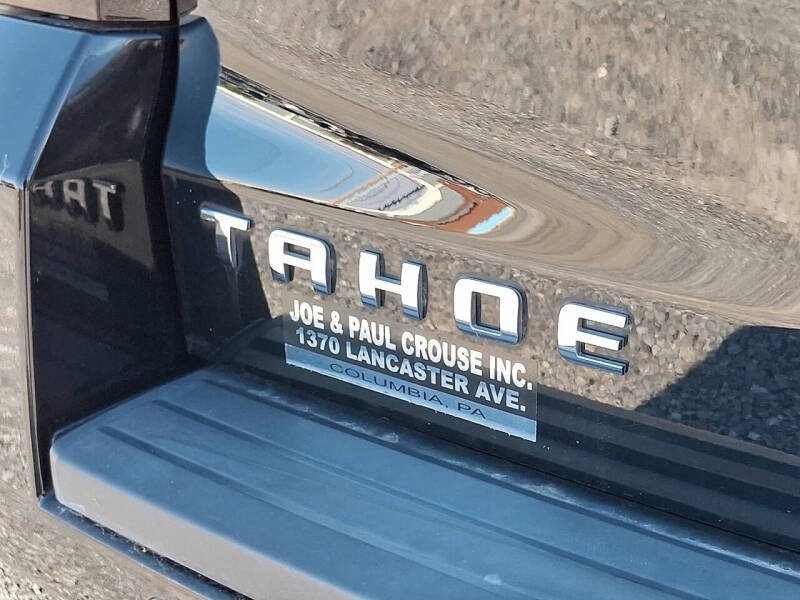 TAHOE
JOE & PAUL CROUSE INC.
1370 LANCASTER AVE.
COLUMBIA, PA